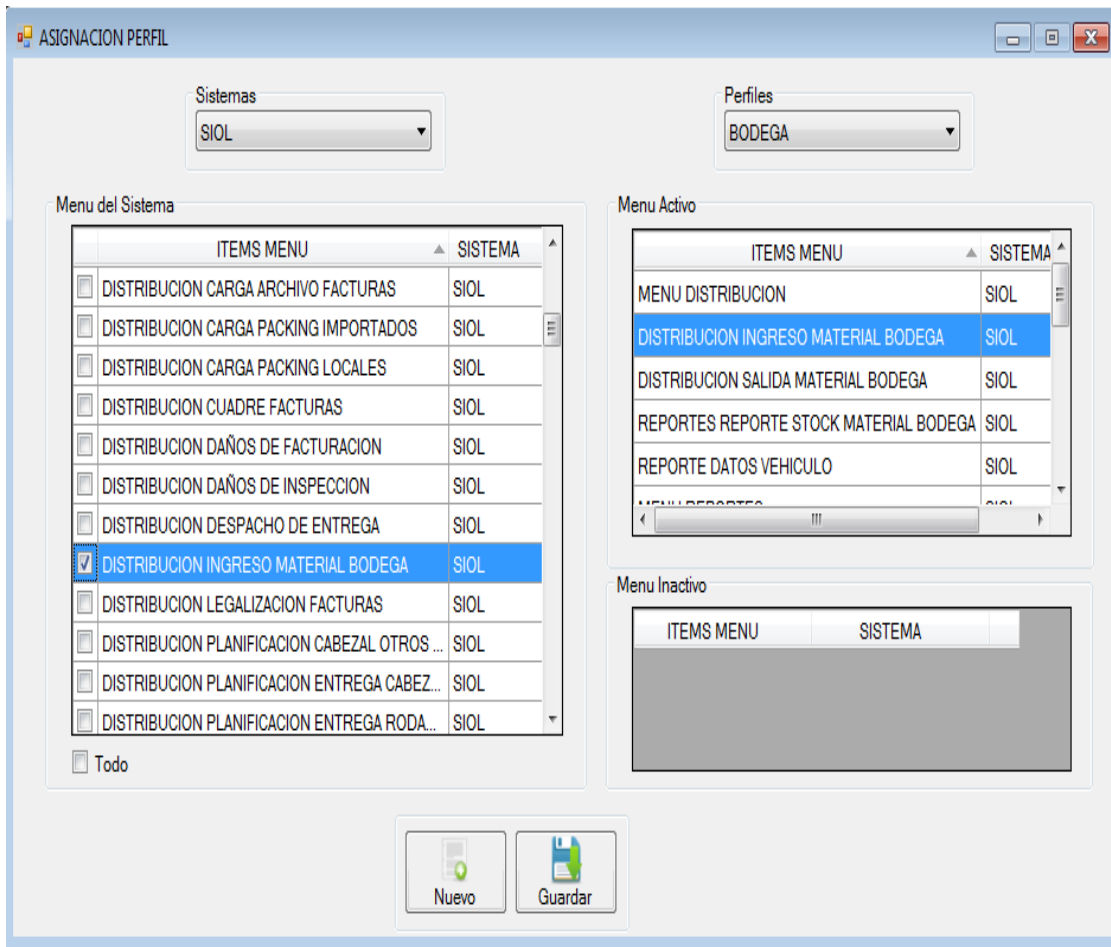 ASIGNACION PERFIL
Sistemas
SIOL
Perfiles
BODEGA
Menu del Sistema
ITEMS MENU SISTEMA
DISTRIBUCION CARGA ARCHIVO FACTURAS SIOL
DISTRIBUCION CARGA PACKING IMPORTADOS SIOL
DISTRIBUCION CARGA PACKING LOCALES SIOL
DISTRIBUCION CUADRE FACTURAS SIOL
DISTRIBUCION DAÑOS DE FACTURACION SIOL
DISTRIBUCION DAÑOS DE INSPECCION SIOL
DISTRIBUCION DESPACHO DE ENTREGA SIOL
DISTRIBUCION INGRESO MATERIAL BODEGA SIOL
DISTRIBUCION LEGALIZACION FACTURAS SIOL
DISTRIBUCION PLANIFICACION CABEZAL OTROS ... SIOL
DISTRIBUCION PLANIFICACION ENTREGA CABEZ... SIOL
DISTRIBUCION PLANIFICACION ENTREGA RODA... SIOL
Todo
Menu Activo
ITEMS MENU SISTEMA
MENU DISTRIBUCION SIOL
DISTRIBUCION INGRESO MATERIAL BODEGA SIOL
DISTRIBUCION SALIDA MATERIAL BODEGA SIOL
REPORTES REPORTE STOCK MATERIAL BODEGA SIOL
REPORTE DATOS VEHICULO SIOL
MENU REPORTES SIOL
Menu Inactivo
ITEMS MENU SISTEMA
Nuevo
Guardar